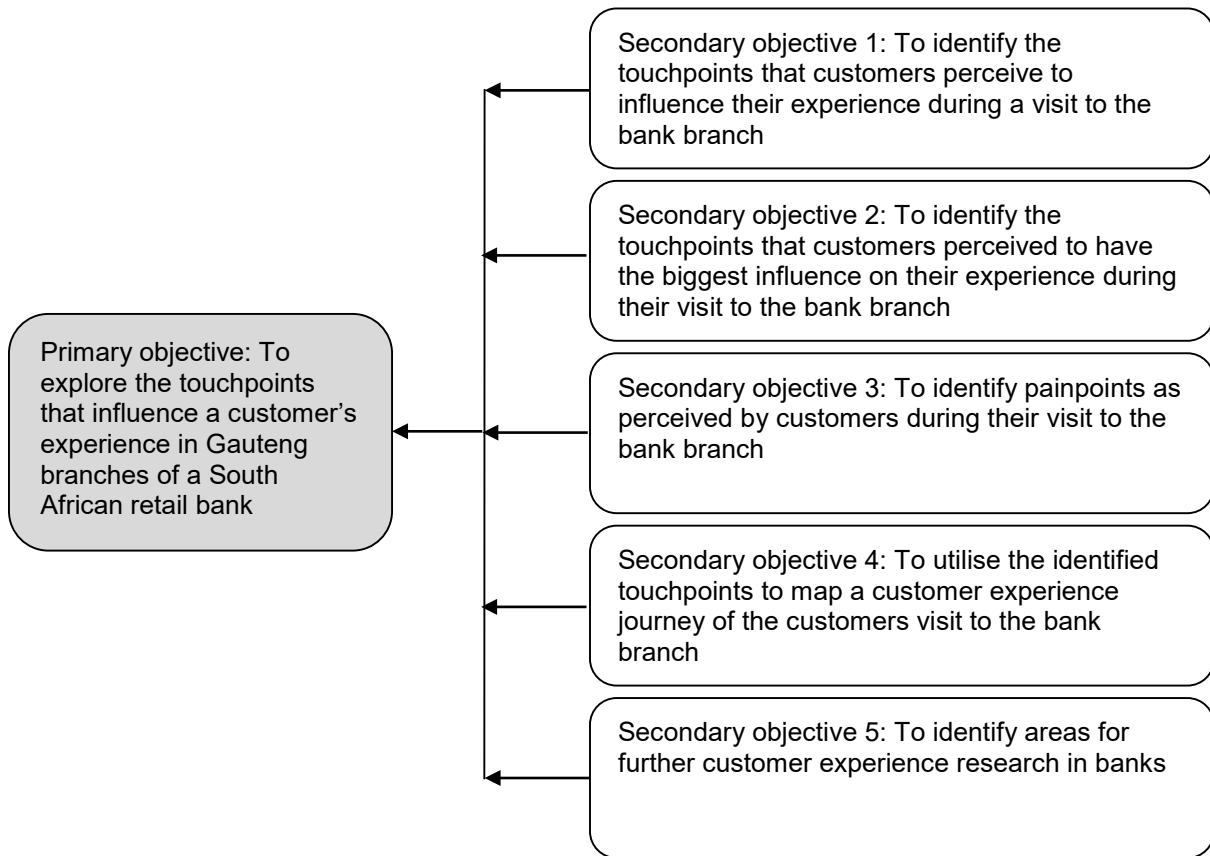 Secondary objective 1: To identify the
touchpoints that customers perceive to
influence their experience during a visit to the
bank branch
Secondary objective 2: To identify the
touchpoints that customers perceived to have
the biggest influence on their experience during
their visit to the bank branch
Primary objective: To
explore the touchpoints
that influence a customer’s
experience in Gauteng
branches of a South
African retail bank
Secondary objective 3: To identify painpoints as
perceived by customers during their visit to the
bank branch
Secondary objective 4: To utilise the identified
touchpoints to map a customer experience
journey of the customers visit to the bank
branch
Secondary objective 5: To identify areas for
further customer experience research in banks